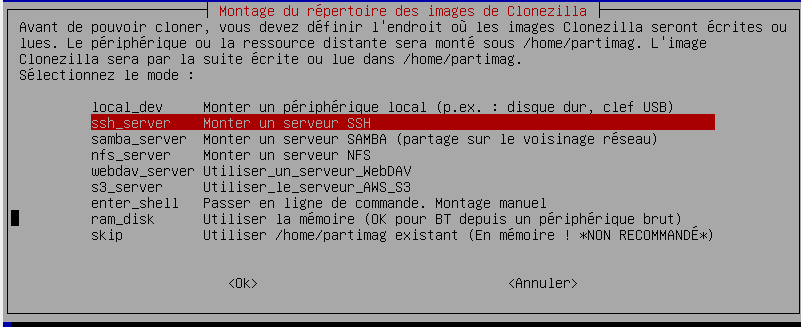 Montage du répertoire des images de Clonezilla
Avant de pouvoir cloner, vous devez définir l'endroit où les images Clonezilla seront écrites ou
lues. Le périphérique ou la ressource distante sera monté sous /home/partimag. L'image
Clonezilla sera par la suite écrite ou lue dans /home/partimag.
Sélectionnez le mode :
local_dev Monter un périphérique local (p.ex. : disque dur, clef USB)
ssh_server Monter un serveur SSH
samba_server Monter un serveur SAMBA (partage sur le voisinage réseau)
nfs_server Monter un serveur NFS
webdav_server Utiliser_un_serveur_WebDAV
s3_server Utiliser_le_serveur_AWS_S3
enter_shell Passer en ligne de commande. Montage manuel
ram_disk Utiliser la mémoire (OK pour BT depuis un périphérique brut)
skip Utiliser /home/partimag existant (En mémoire ! *NON RECOMMANDÉ*)
<Ok> <Annuler>